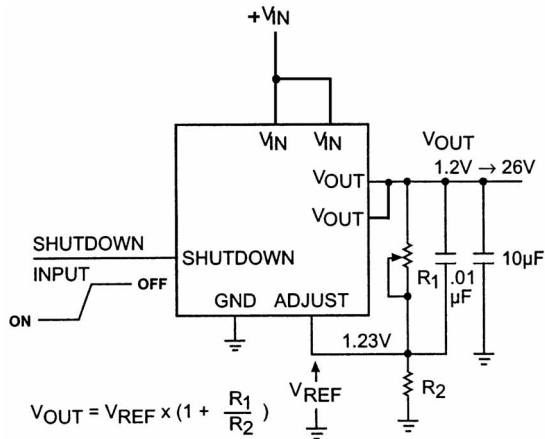 +VIN
VIN VIN
VOUT
VOUT
VOUT
1.2V → 26V
SHUTDOWN
INPUT
SHUTDOWN
OFF
ON
GND ADJUST
R1
.01
µF
10µF
1.23V
VREF
R2
VOUT = VREF x (1 + R1/R2 )